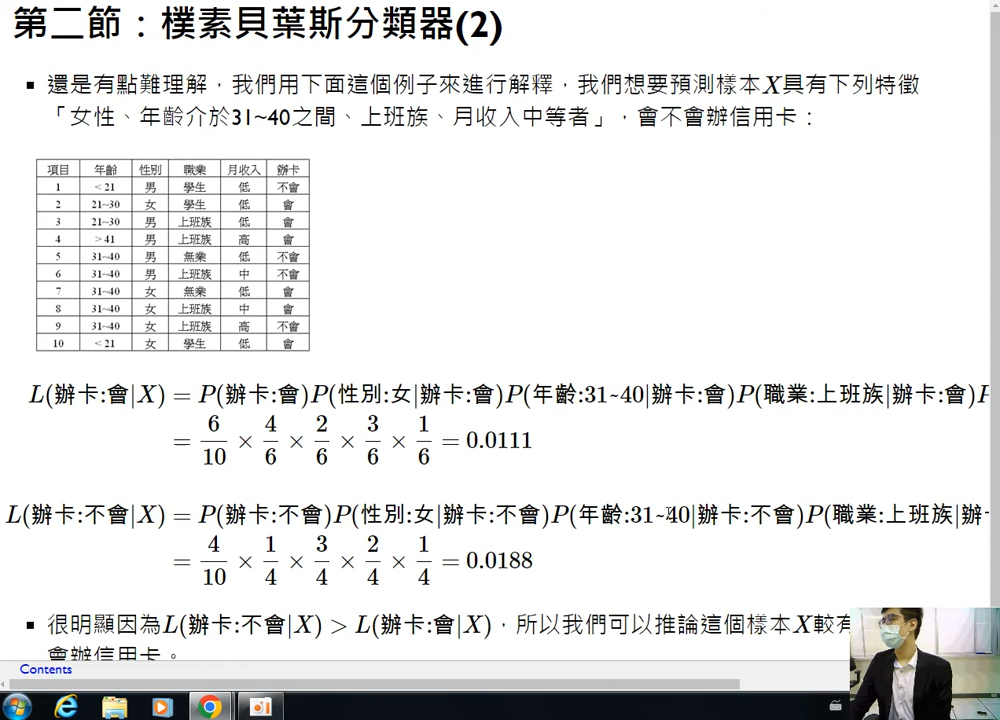 第二節：樸素貝葉斯分類器(2)
▪ 還是有點難理解，我們用下面這個例子來進行解釋，我們想要預測樣本X具有下列特徵
「女性、年齡介於31~40之間、上班族、月收入中等者」，會不會辦信用卡：
項目 年齡 性別 職業 月收入 辦卡
1 <21 男 學生 低 不會
2 21~30 女 學生 低 會
3 21~30 男 上班族 低 會
4 >41 男 上班族 高 會
5 31~40 男 無業 低 不會
6 31~40 男 上班族 中 不會
7 31~40 女 無業 低 會
8 31~40 女 上班族 中 會
9 31~40 女 上班族 高 不會
10 <21 女 學生 低 會
L(辦卡:會|X) = P(辦卡:會)P(性別:女|辦卡:會)P(年齡:31~40|辦卡:會)P(職業:上班族|辦卡:會)P
= 6/10 × 4/6 × 2/6 × 3/6 × 1/6 = 0.0111
L(辦卡:不會|X) = P(辦卡:不會)P(性別:女|辦卡:不會)P(年齡:31~40|辦卡:不會)P(職業:上班族|辦卡
= 4/10 × 1/4 × 3/4 × 2/4 × 1/4 = 0.0188
▪ 很明顯因為L(辦卡:不會|X) > L(辦卡:會|X)，所以我們可以推論這個樣本X較有
會辦信用卡。
Contents